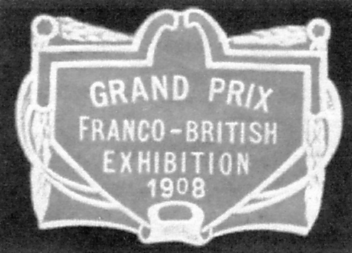 GRAND PRIX
FRANCO-BRITISH
EXHIBITION
1908